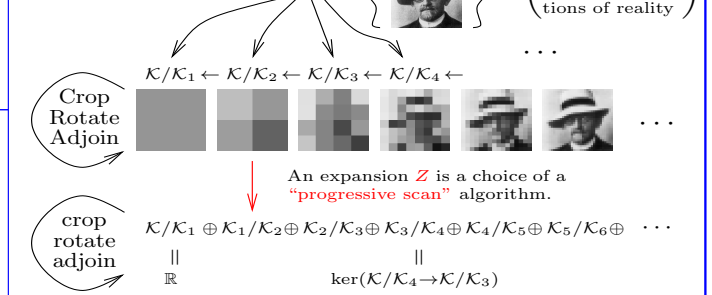 tions of reality
···
𝒦/𝒦₁ ← 𝒦/𝒦₂ ← 𝒦/𝒦₃ ← 𝒦/𝒦₄ ←
Crop
Rotate
Adjoin
···
An expansion Z is a choice of a
“progressive scan” algorithm.
crop
rotate
adjoin
𝒦/𝒦₁ ⊕ 𝒦₁/𝒦₂⊕ 𝒦₂/𝒦₃⊕ 𝒦₃/𝒦₄⊕ 𝒦₄/𝒦₅⊕ 𝒦₅/𝒦₆⊕ ···
|| ||
ℝ ker(𝒦/𝒦₄→𝒦/𝒦₃)